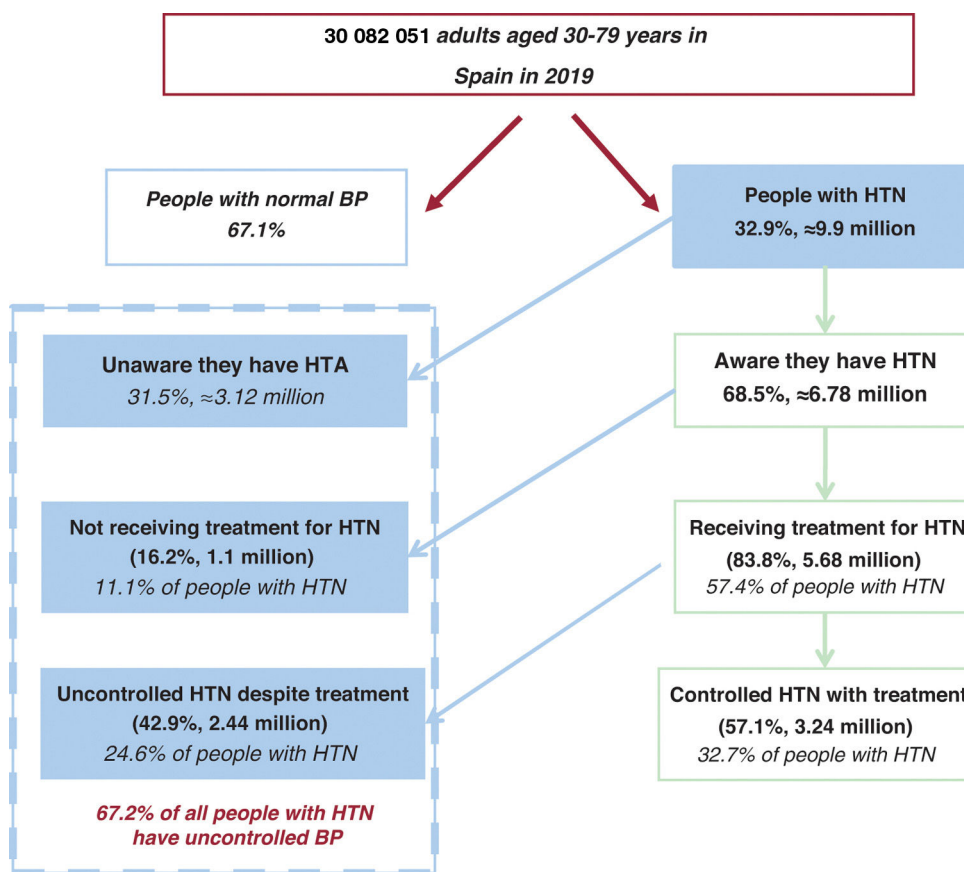 30 082 051 adults aged 30-79 years in
Spain in 2019
People with normal BP
67.1%
People with HTN
32.9%, ≈9.9 million
Unaware they have HTA
31.5%, ≈3.12 million
Aware they have HTN
68.5%, ≈6.78 million
Not receiving treatment for HTN
(16.2%, 1.1 million)
11.1% of people with HTN
Receiving treatment for HTN
(83.8%, 5.68 million)
57.4% of people with HTN
Uncontrolled HTN despite treatment
(42.9%, 2.44 million)
24.6% of people with HTN
Controlled HTN with treatment
(57.1%, 3.24 million)
32.7% of people with HTN
67.2% of all people with HTN
have uncontrolled BP